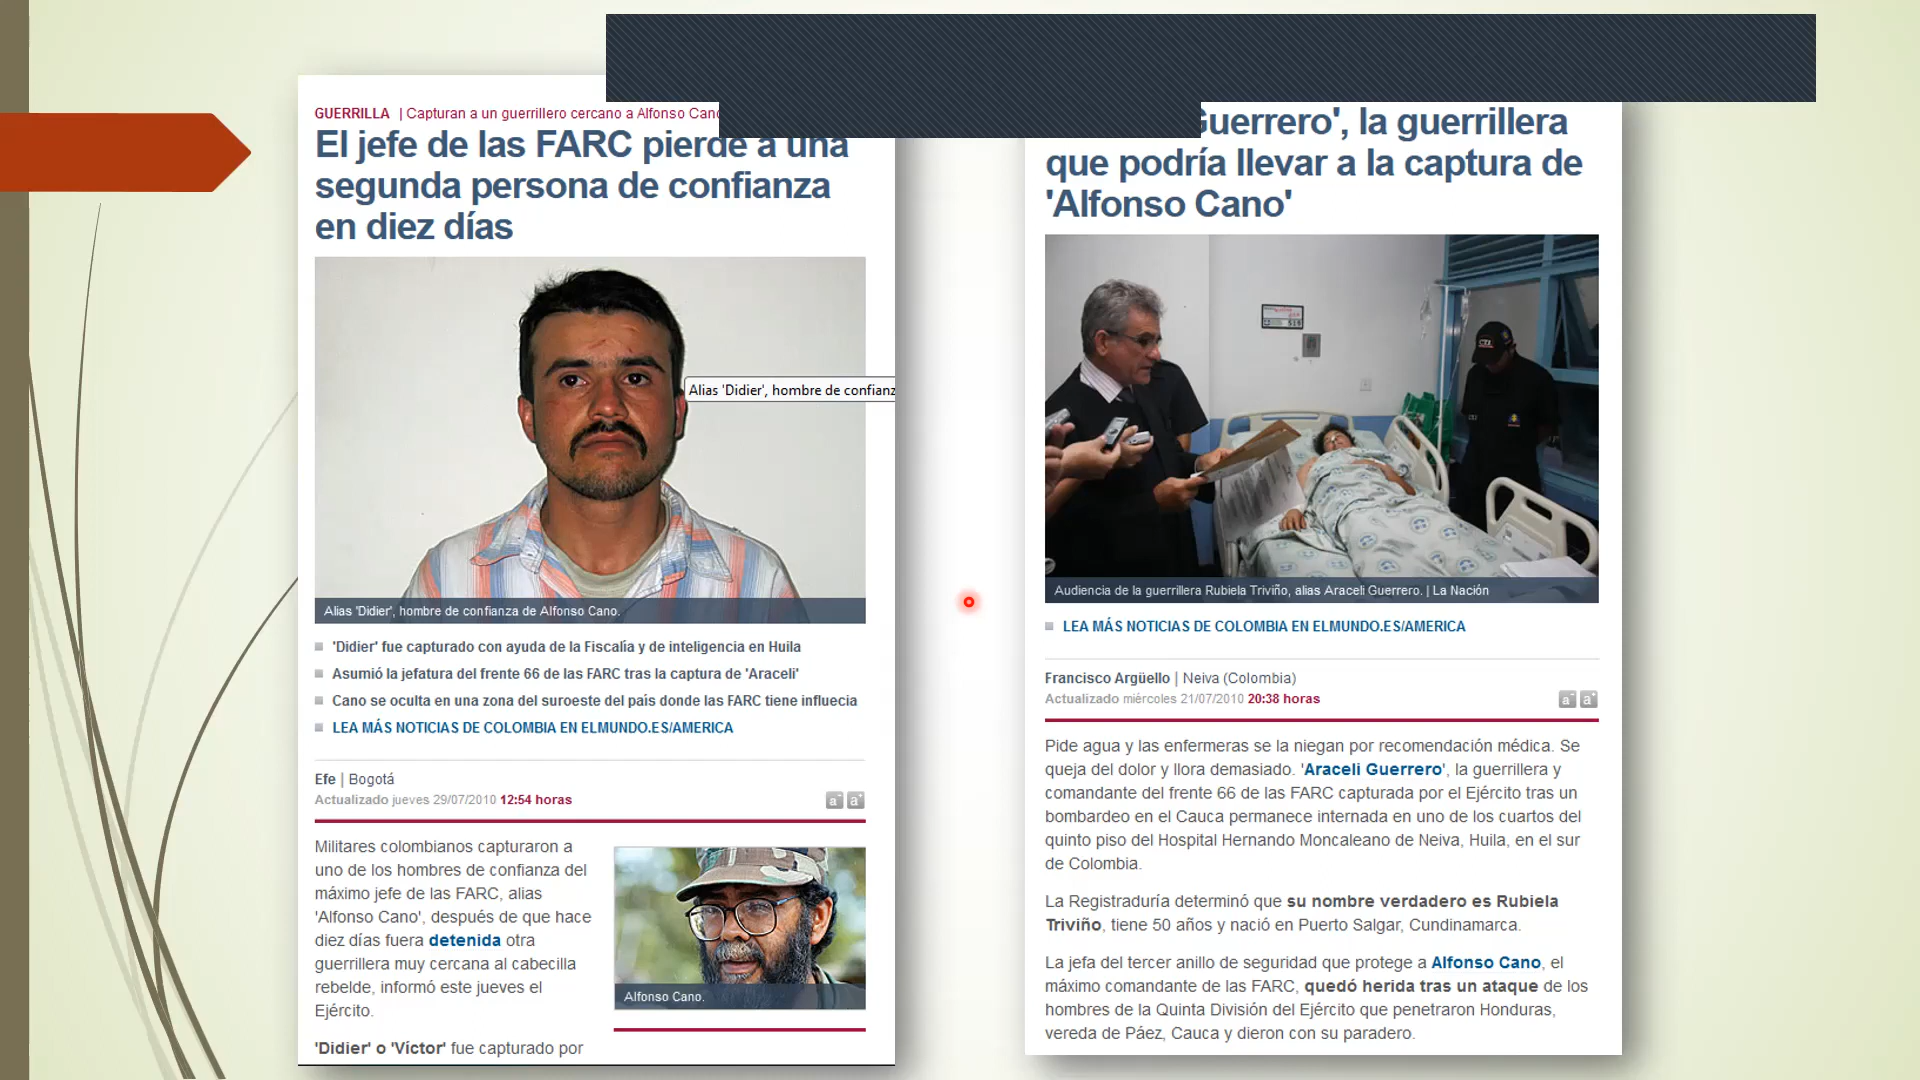 GUERRILLA | Capturan a un guerrillero cercano a Alfonso Cano
El jefe de las FARC pierde a una
segunda persona de confianza
en diez días
Alias 'Didier', hombre de confianz
Alias 'Didier', hombre de confianza de Alfonso Cano.
'Didier' fue capturado con ayuda de la Fiscalía y de inteligencia en Huila
Asumió la jefatura del frente 66 de las FARC tras la captura de 'Araceli'
Cano se oculta en una zona del suroeste del país donde las FARC tiene influecia
LEA MÁS NOTICIAS DE COLOMBIA EN ELMUNDO.ES/AMERICA
Efe | Bogotá
Actualizado jueves 29/07/2010 12:54 horas
a- a+
Militares colombianos capturaron a
uno de los hombres de confianza del
máximo jefe de las FARC, alias
'Alfonso Cano', después de que hace
diez días fuera detenida otra
guerrillera muy cercana al cabecilla
rebelde, informó este jueves el
Ejército.
Alfonso Cano.
'Didier' o 'Víctor' fue capturado por
Guerrero', la guerrillera
que podría llevar a la captura de
'Alfonso Cano'
CTI
Audiencia de la guerrillera Rubiela Triviño, alias Araceli Guerrero. | La Nación
LEA MÁS NOTICIAS DE COLOMBIA EN ELMUNDO.ES/AMERICA
Francisco Argüello | Neiva (Colombia)
Actualizado miércoles 21/07/2010 20:38 horas
a- a+
Pide agua y las enfermeras se la niegan por recomendación médica. Se
queja del dolor y llora demasiado. 'Araceli Guerrero', la guerrillera y
comandante del frente 66 de las FARC capturada por el Ejército tras un
bombardeo en el Cauca permanece internada en uno de los cuartos del
quinto piso del Hospital Hernando Moncaleano de Neiva, Huila, en el sur
de Colombia.
La Registraduría determinó que su nombre verdadero es Rubiela
Triviño, tiene 50 años y nació en Puerto Salgar, Cundinamarca.
La jefa del tercer anillo de seguridad que protege a Alfonso Cano, el
máximo comandante de las FARC, quedó herida tras un ataque de los
hombres de la Quinta División del Ejército que penetraron Honduras,
vereda de Páez, Cauca y dieron con su paradero.